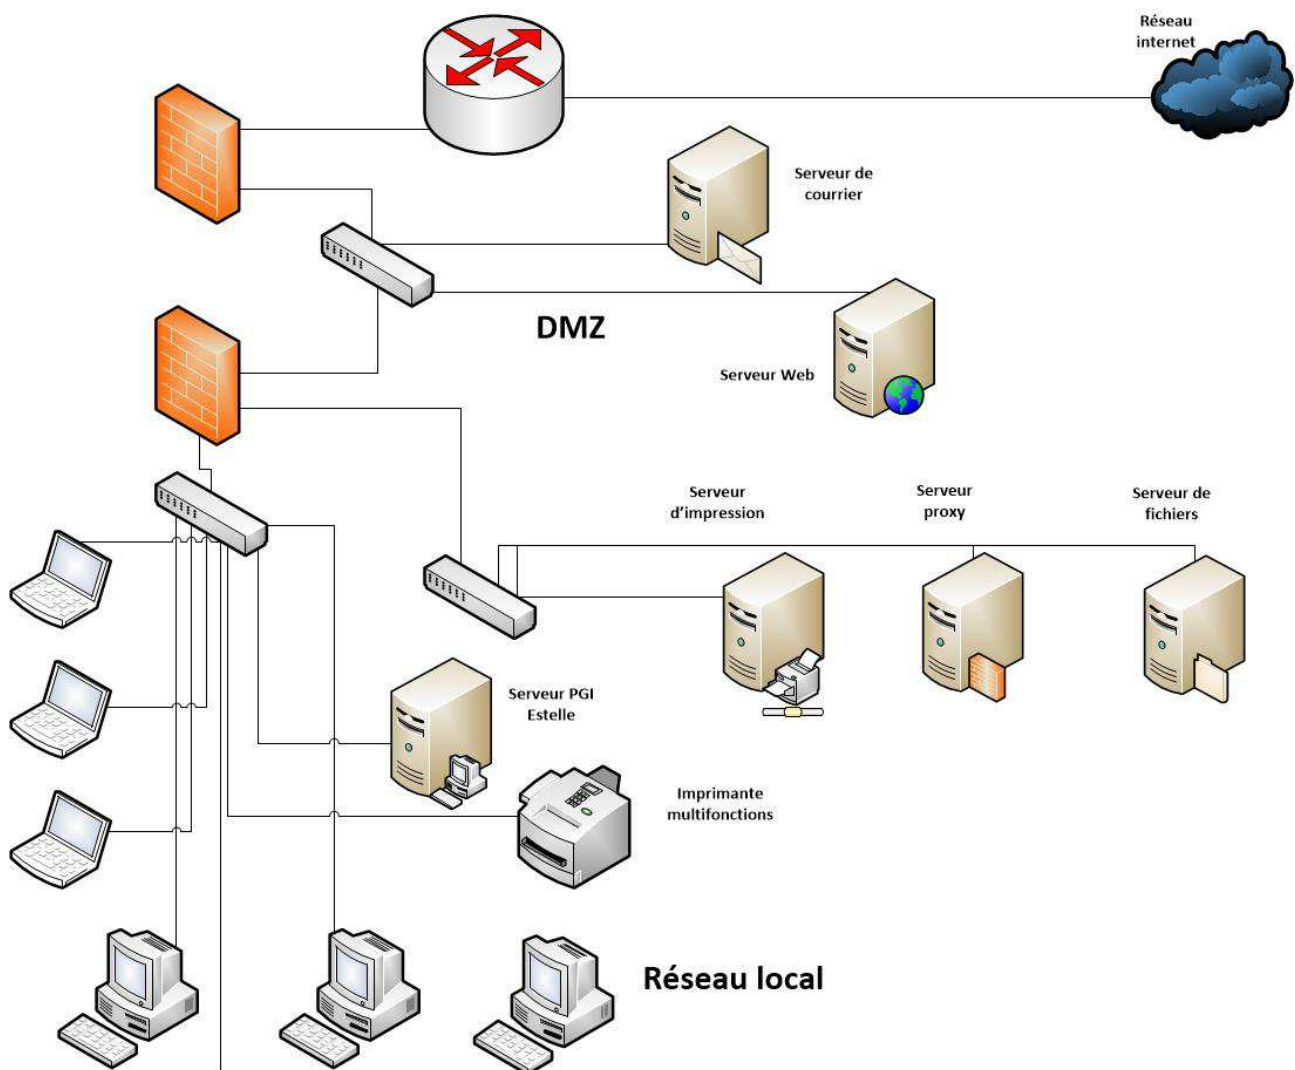 Réseau
internet
Serveur de
courrier
DMZ
Serveur Web
Serveur
d'impression
Serveur
proxy
Serveur de
fichiers
Serveur PGI
Estelle
Imprimante
multifonctions
Réseau local